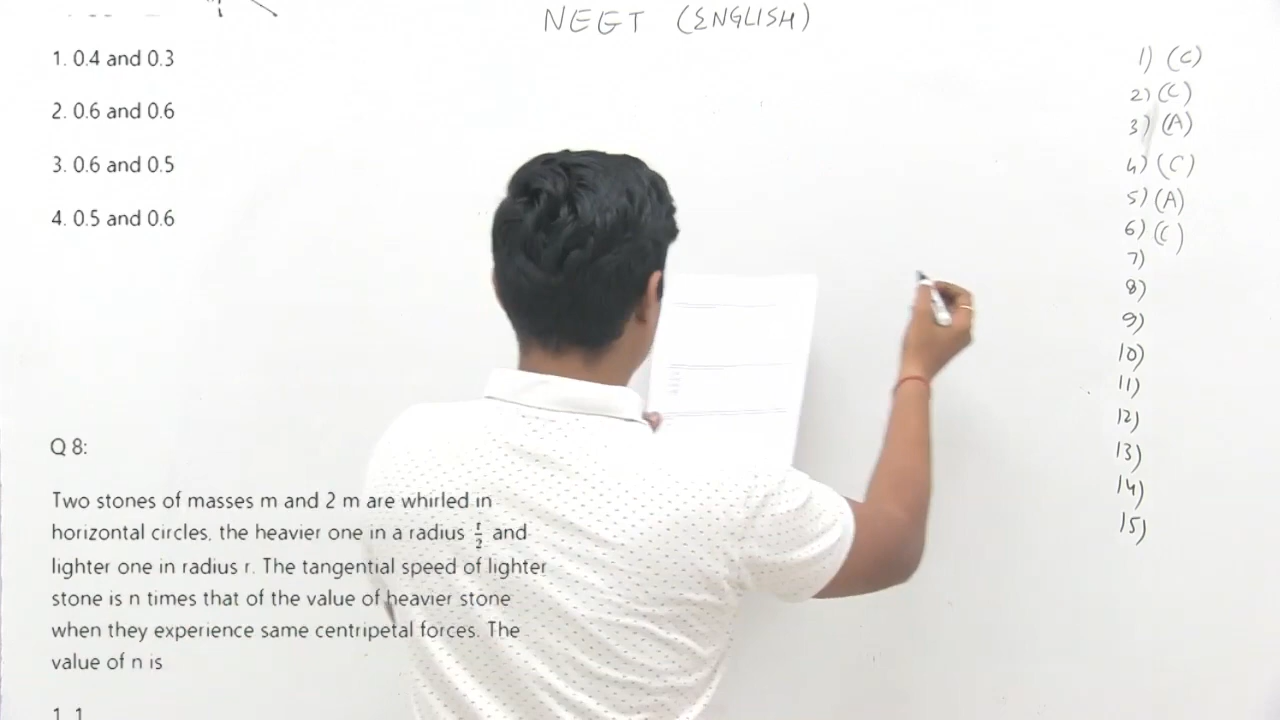 NEET (ENGLISH)
1. 0.4 and 0.3
2. 0.6 and 0.6
3. 0.6 and 0.5
4. 0.5 and 0.6
Q 8:
Two stones of masses m and 2 m are whirled in
horizontal circles, the heavier one in a radius r/2 and
lighter one in radius r. The tangential speed of lighter
stone is n times that of the value of heavier stone
when they experience same centripetal forces. The
value of n is
1. 1
1) (C)
2) (C)
3) (A)
4) (C)
5) (A)
6) (C)
7)
8)
9)
10)
11)
12)
13)
14)
15)